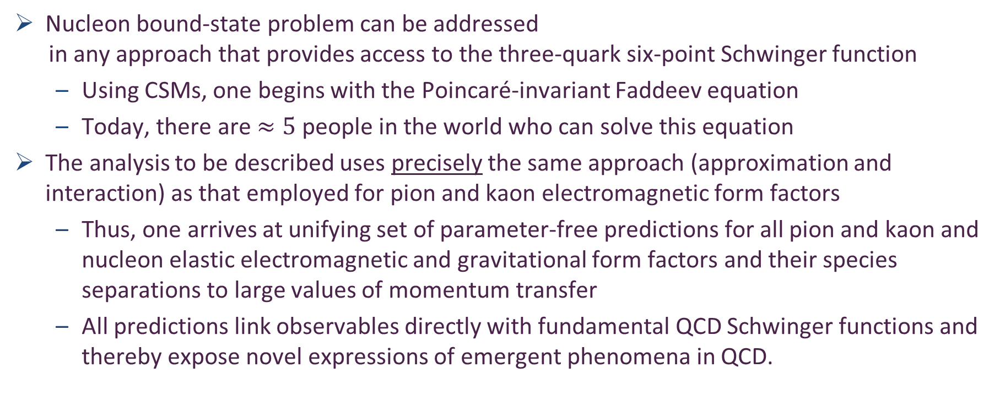 ➢ Nucleon bound-state problem can be addressed
in any approach that provides access to the three-quark six-point Schwinger function
– Using CSMs, one begins with the Poincaré-invariant Faddeev equation
– Today, there are ≈ 5 people in the world who can solve this equation
➢ The analysis to be described uses precisely the same approach (approximation and
interaction) as that employed for pion and kaon electromagnetic form factors
– Thus, one arrives at unifying set of parameter-free predictions for all pion and kaon and
nucleon elastic electromagnetic and gravitational form factors and their species
separations to large values of momentum transfer
– All predictions link observables directly with fundamental QCD Schwinger functions and
thereby expose novel expressions of emergent phenomena in QCD.